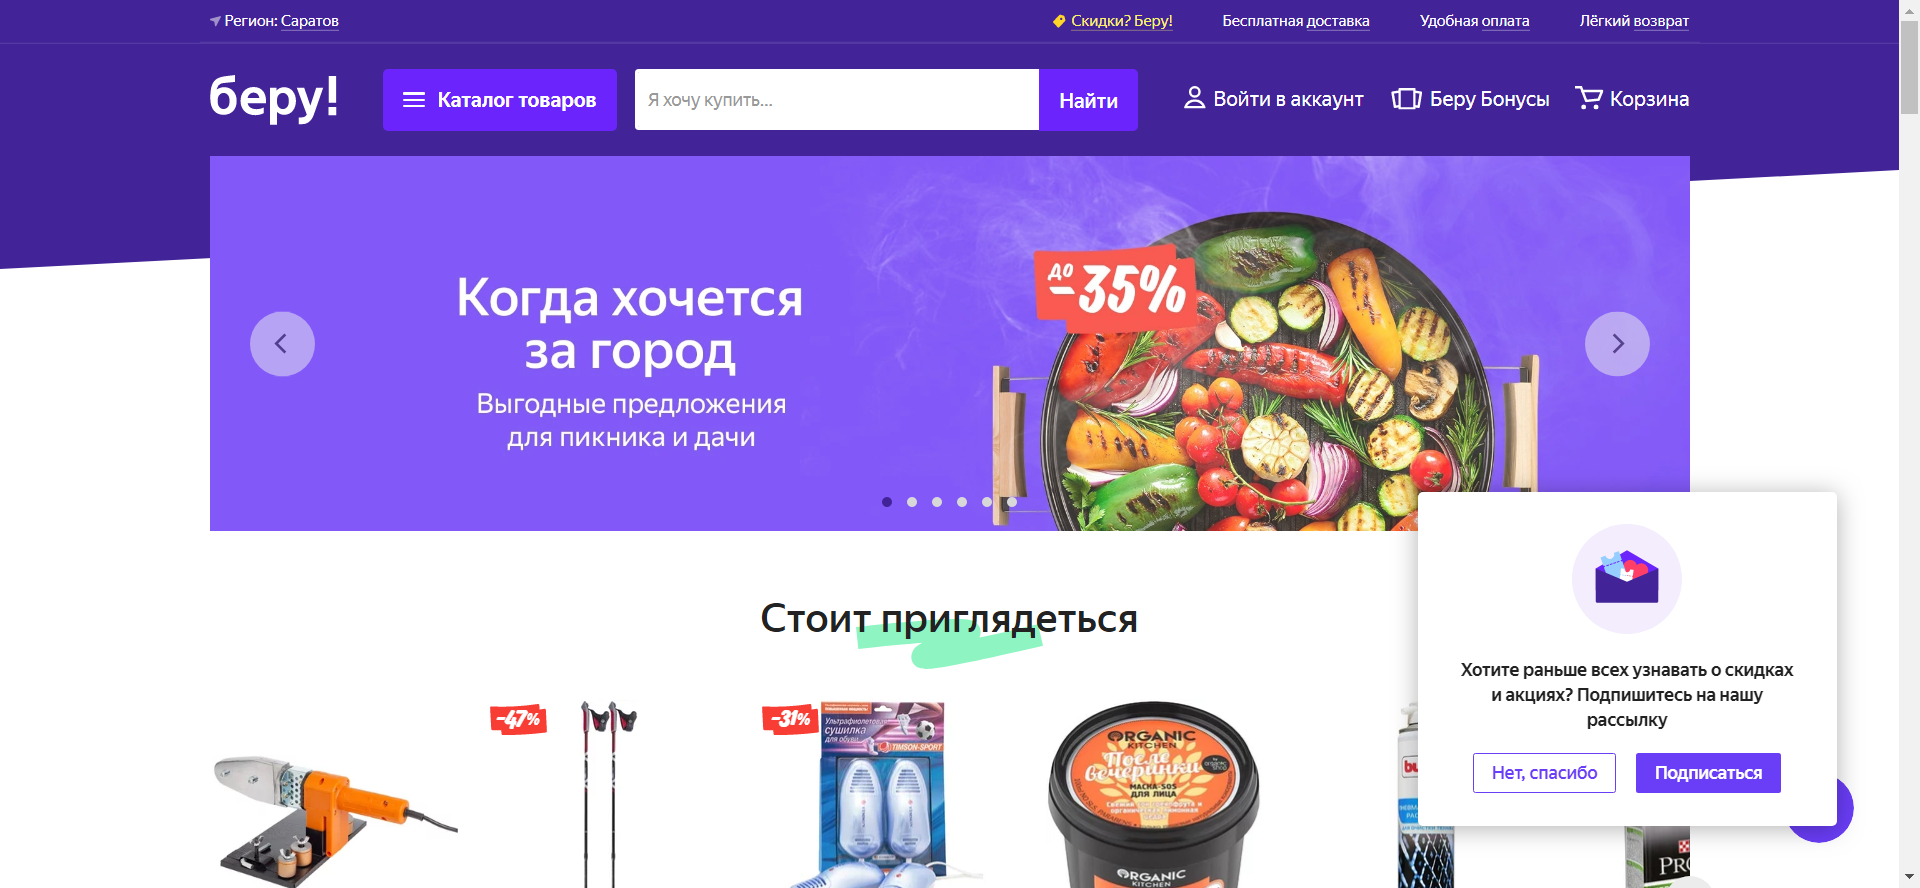 Регион: Саратов
Скидки? Беру!
Бесплатная доставка
Удобная оплата
Лёгкий возврат
беру!
Каталог товаров
Я хочу купить...
Найти
Войти в аккаунт
Беру Бонусы
Корзина
Когда хочется
за город
Выгодные предложения
для пикника и дачи
до
-35%
Стоит приглядеться
Хотите раньше всех узнавать о скидках
и акциях? Подпишитесь на нашу
рассылку
Нет, спасибо
Подписаться
-47%
-31%
Ультрафиолетовая
сушилка
для обуви
TIMSON-SPORT
ORGANIC
KITCHEN
После
вечеринки
МАСКА-SOS
ДЛЯ ЛИЦА
ORGANIC
KITCHEN
bu
PRO